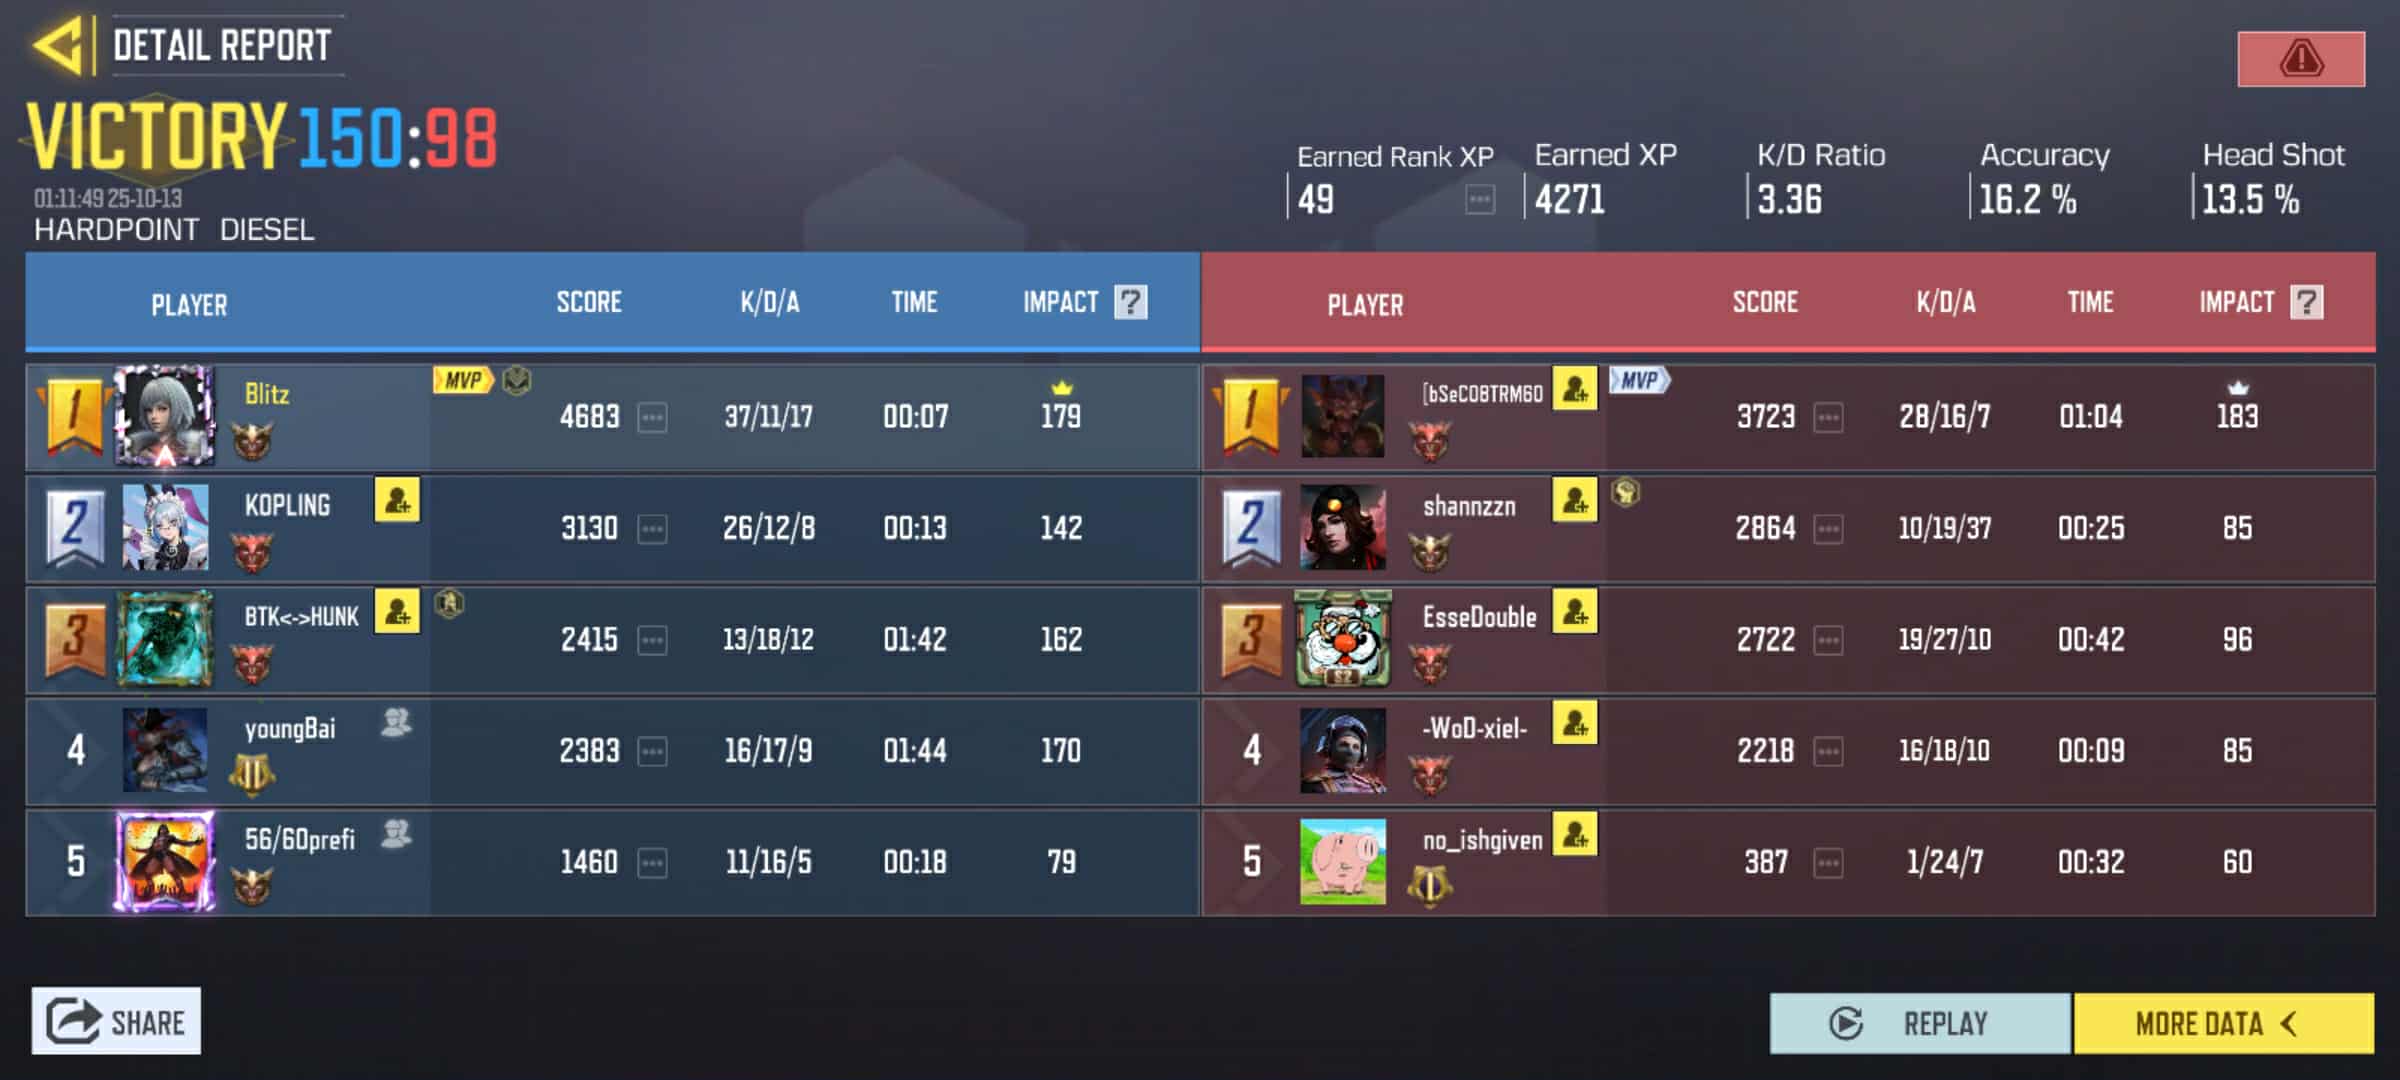 DETAIL REPORT
VICTORY 150:98
01:11:49 25-10-13
HARDPOINT DIESEL
Earned Rank XP Earned XP K/D Ratio Accuracy Head Shot
49 4271 3.36 16.2 % 13.5 %
PLAYER SCORE K/D/A TIME IMPACT ? PLAYER SCORE K/D/A TIME IMPACT ?
1 Blitz MVP 4683 37/11/17 00:07 179
1 [bSeCOBTRM60 MVP 3723 28/16/7 01:04 183
2 KOPLING 3130 26/12/8 00:13 142
2 shannzzn 2864 10/19/37 00:25 85
3 BTK<->HUNK 2415 13/18/12 01:42 162
3 S2 EsseDouble 2722 19/27/10 00:42 96
4 youngBai 2383 16/17/9 01:44 170
4 -WoD-xiel- 2218 16/18/10 00:09 85
5 56/60prefi 1460 11/16/5 00:18 79
5 no_ishgiven 387 1/24/7 00:32 60
SHARE REPLAY MORE DATA